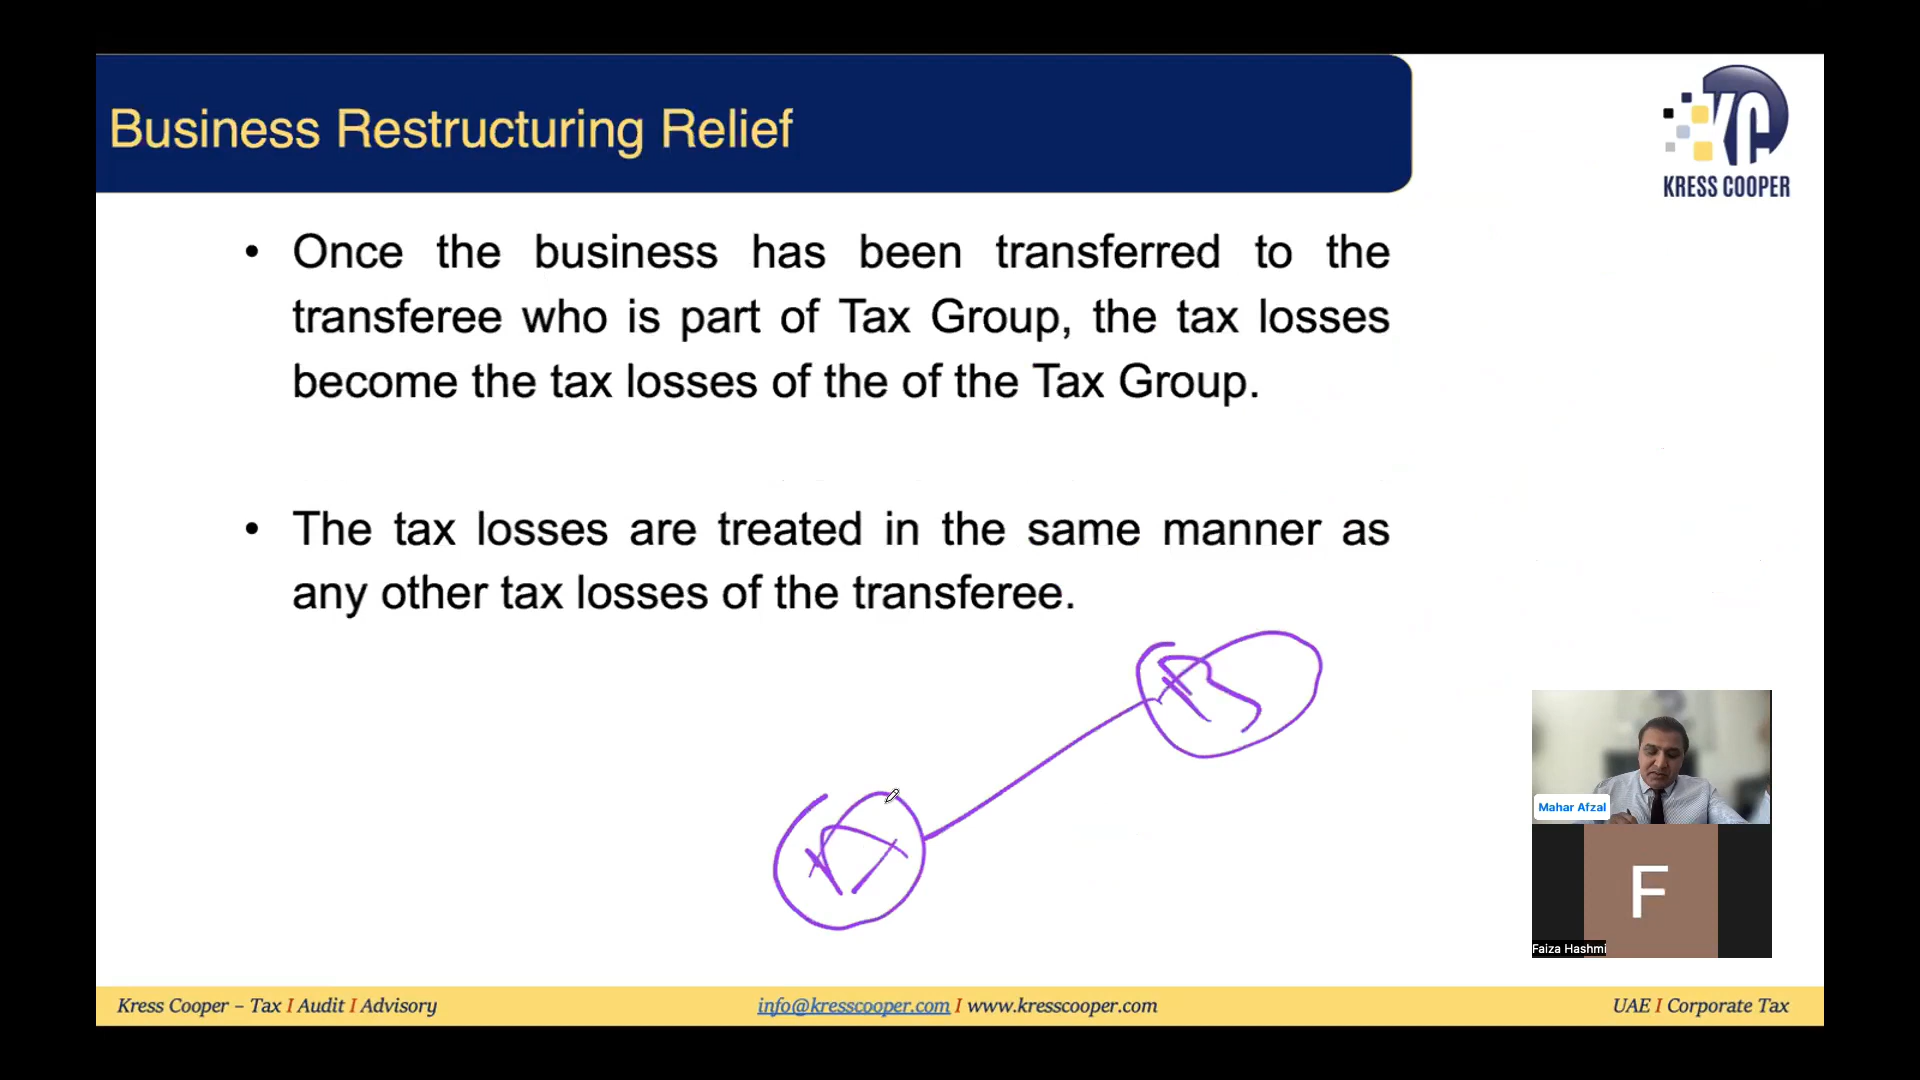 Business Restructuring Relief
KC
KRESS COOPER
• Once the business has been transferred to the
transferee who is part of Tax Group, the tax losses
become the tax losses of the of the Tax Group.
• The tax losses are treated in the same manner as
any other tax losses of the transferee.
Mahar Afzal
F
Faiza Hashmi
Kress Cooper – Tax I Audit I Advisory
info@kresscooper.com I www.kresscooper.com
UAE I Corporate Tax